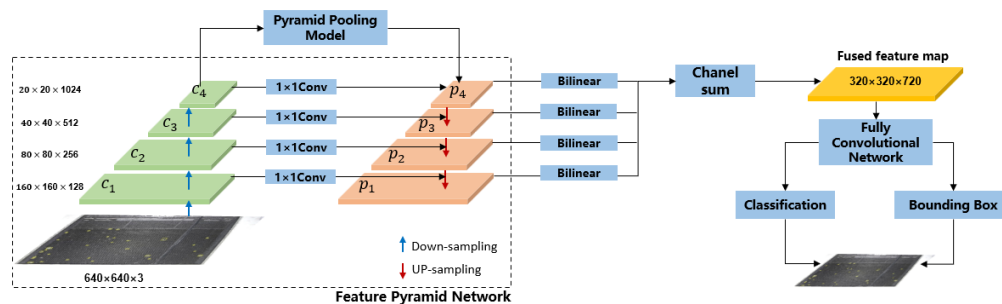 Pyramid Pooling
Model
20×20×1024
40×40×512
80×80×256
160×160×128
c4
c3
c2
c1
1×1Conv
1×1Conv
1×1Conv
1×1Conv
p4
p3
p2
p1
Down-sampling
UP-sampling
640×640×3
Feature Pyramid Network
Bilinear
Bilinear
Bilinear
Bilinear
Chanel
sum
Fused feature map
320×320×720
Fully
Convolutional
Network
Classification
Bounding Box